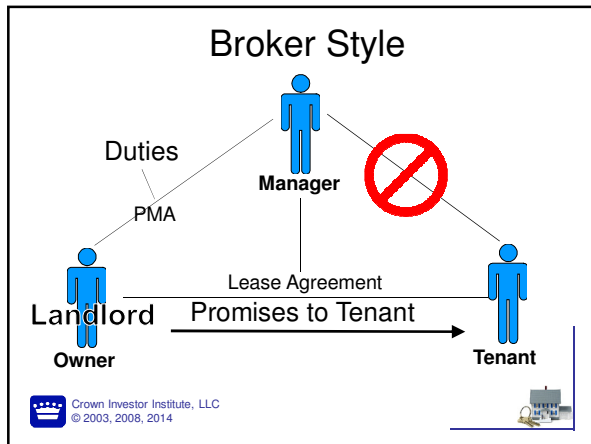 Broker Style
Duties
Manager
PMA
Lease Agreement
Landlord
Promises to Tenant
Owner
Tenant
Crown Investor Institute, LLC
© 2003, 2008, 2014